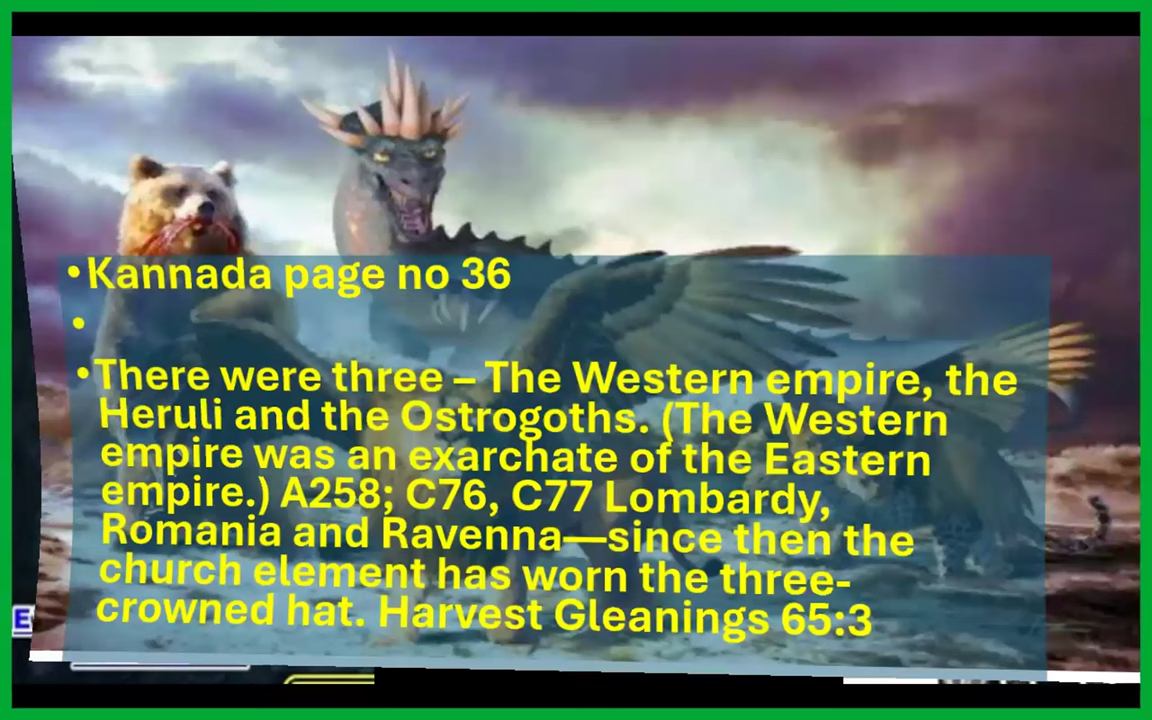 •Kannada page no 36
•
•There were three – The Western empire, the
Heruli and the Ostrogoths. (The Western
empire was an exarchate of the Eastern
empire.) A258; C76, C77 Lombardy,
Romania and Ravenna—since then the
church element has worn the three-
crowned hat. Harvest Gleanings 65:3
E